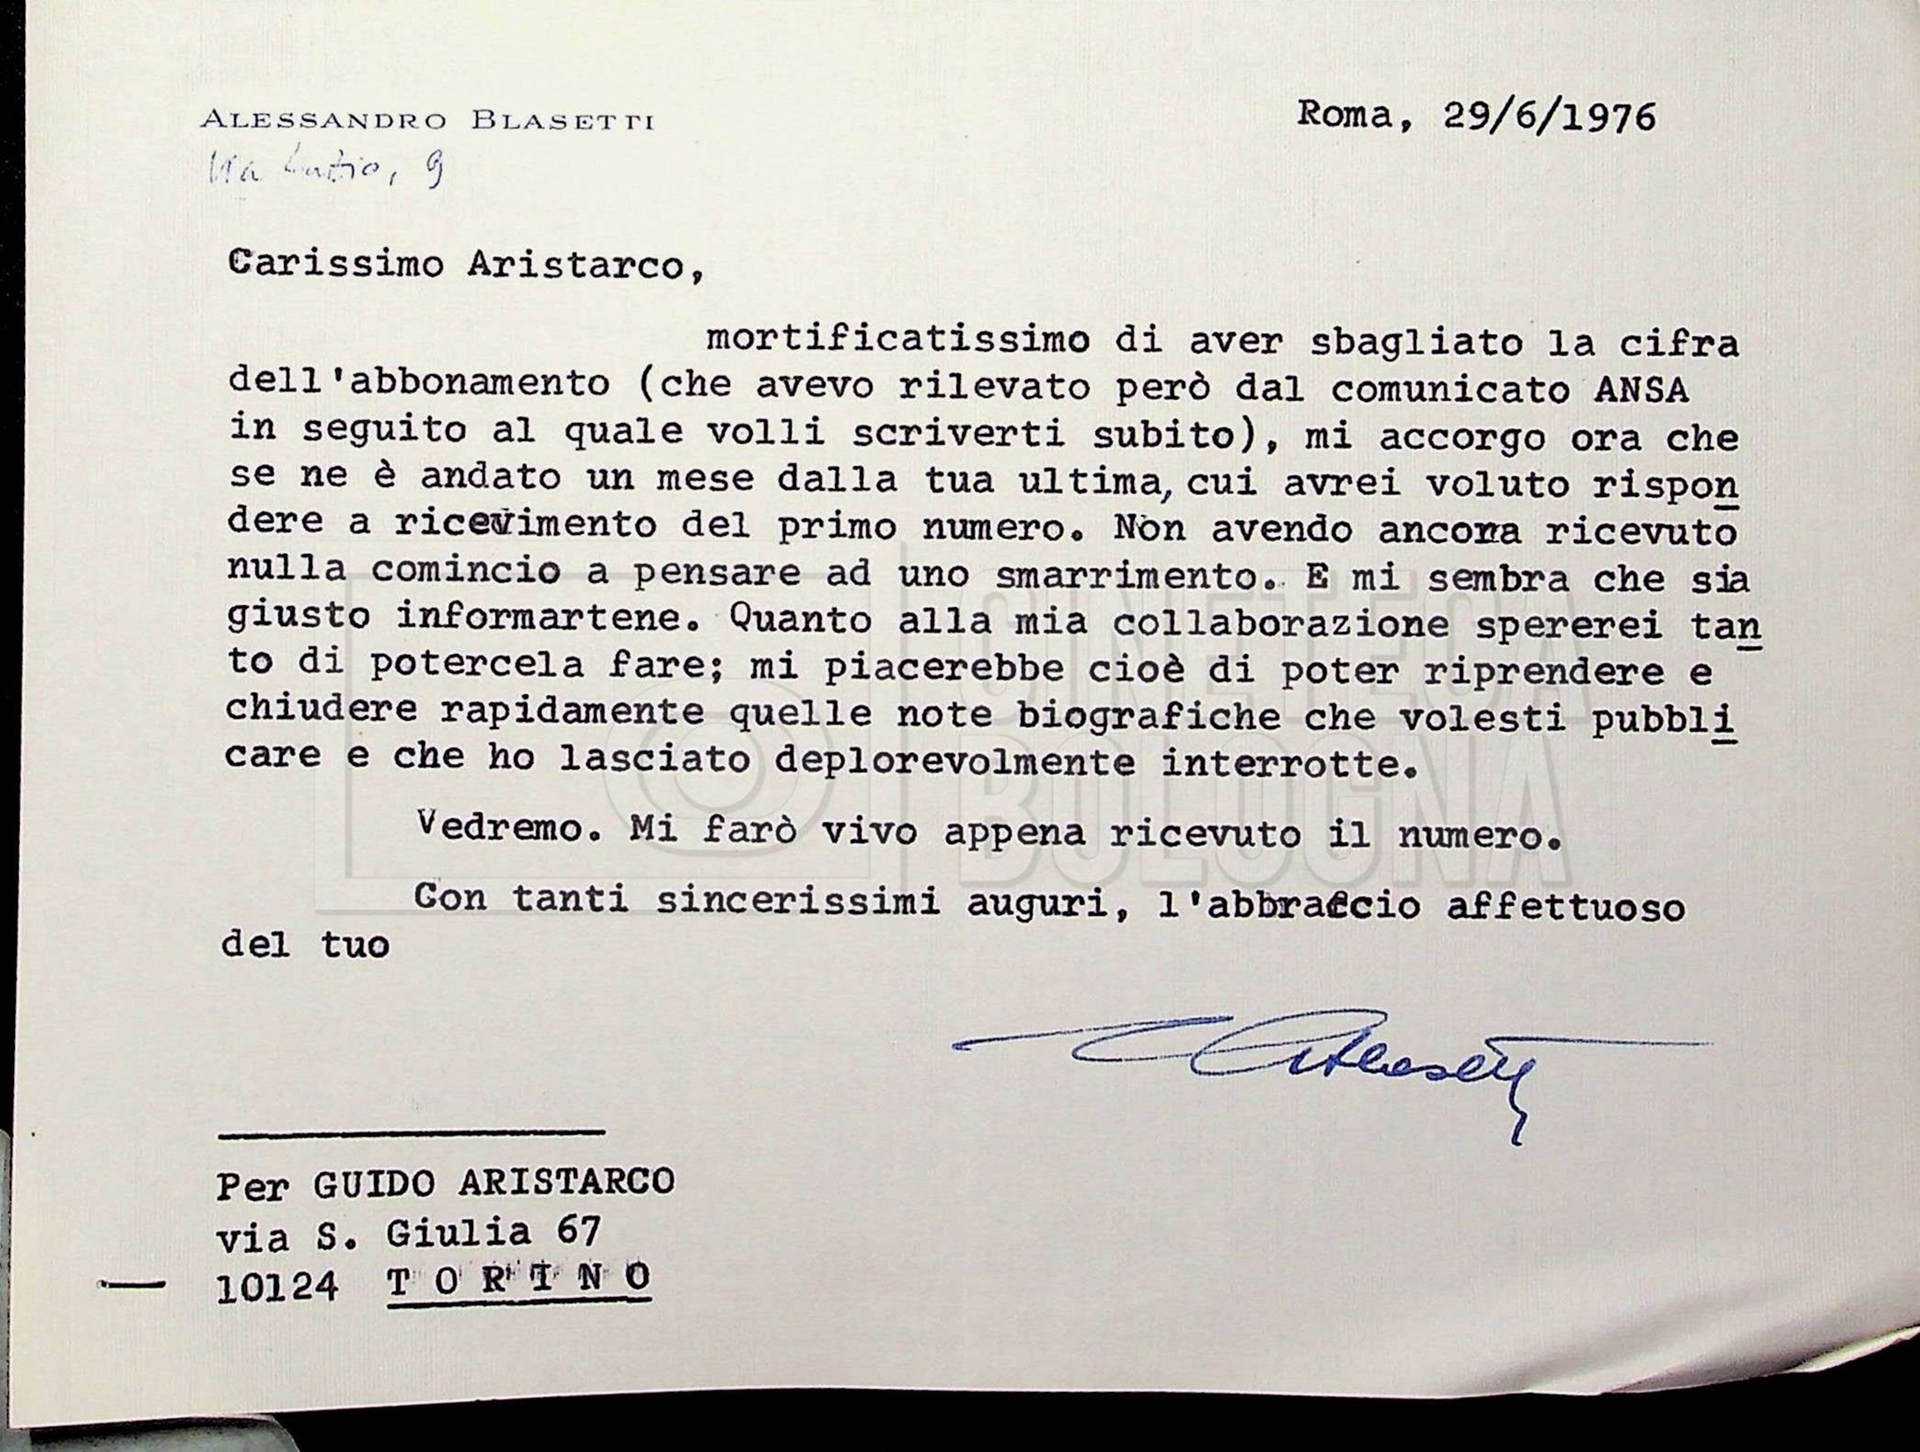 ALESSANDRO BLASETTI
Roma, 29/6/1976
Via Lutio, 9
Carissimo Aristarco,
mortificatissimo di aver sbagliato la cifra
dell'abbonamento (che avevo rilevato però dal comunicato ANSA
in seguito al quale volli scriverti subito), mi accorgo ora che
se ne è andato un mese dalla tua ultima, cui avrei voluto rispon
dere a ricevimento del primo numero. Non avendo ancora ricevuto
nulla comincio a pensare ad uno smarrimento. E mi sembra che sia
giusto informartene. Quanto alla mia collaborazione spererei tan
to di potercela fare; mi piacerebbe cioè di poter riprendere e
chiudere rapidamente quelle note biografiche che volesti pubbli
care e che ho lasciato deplorevolmente interrotte.
Vedremo. Mi farò vivo appena ricevuto il numero.
Con tanti sincerissimi auguri, l'abbraccio affettuoso
del tuo
ABlasetti
Per GUIDO ARISTARCO
via S. Giulia 67
10124 TORINO
CINETECA
BOLOGNA